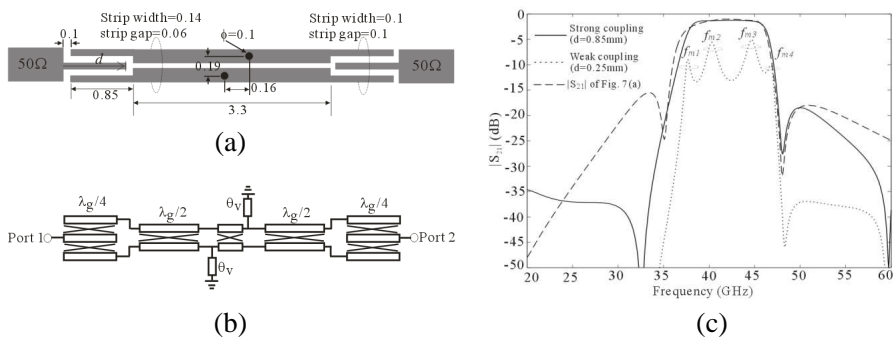 Strip width=0.14
strip gap=0.06
ϕ=0.1
Strip width=0.1
strip gap=0.1
0.1
50Ω
d
0.19
50Ω
0.85
0.16
3.3
(a)
λg/4
λg/2
θv
λg/2
λg/4
Port 1
Port 2
θv
(b)
|S21| (dB)
0
-5
-10
-15
-20
-25
-30
-35
-40
-45
-50
Strong coupling
(d=0.85mm)
Weak coupling
(d=0.25mm)
|S21| of Fig. 7(a)
fm1
fm2
fm3
fm4
20
25
30
35
40
45
50
55
60
Frequency (GHz)
(c)